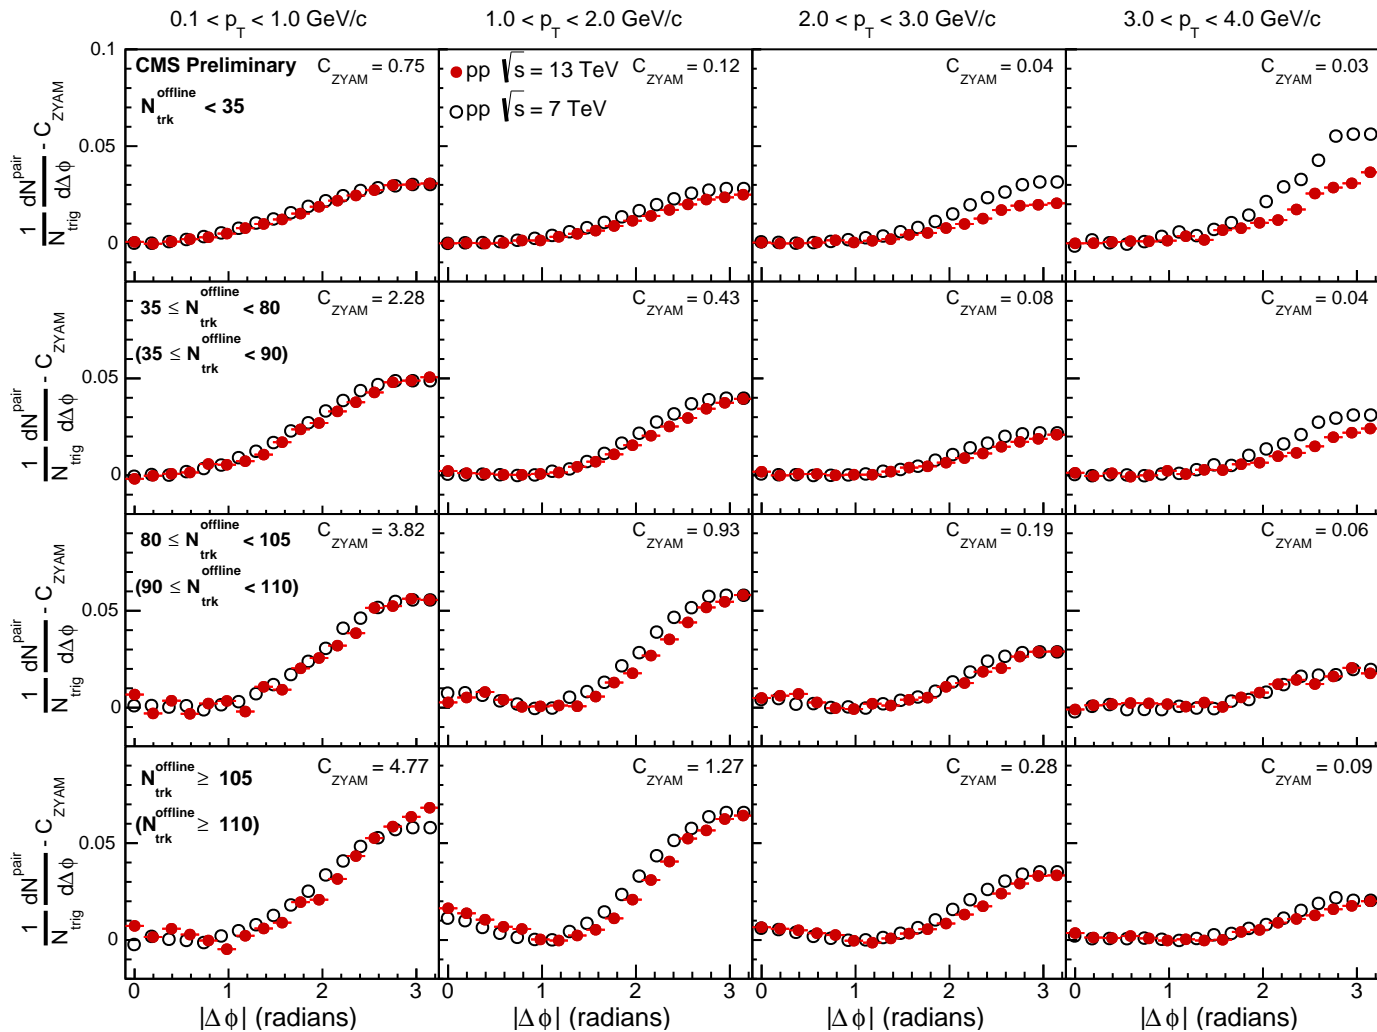 0.1 < p_T < 1.0 GeV/c
1.0 < p_T < 2.0 GeV/c
2.0 < p_T < 3.0 GeV/c
3.0 < p_T < 4.0 GeV/c
CMS Preliminary
N_trk^offline < 35
C_ZYAM = 0.75
pp √s = 13 TeV
pp √s = 7 TeV
C_ZYAM = 0.12
C_ZYAM = 0.04
C_ZYAM = 0.03
0.1
0.05
0
1/N_trig dN^pair/dΔϕ - C_ZYAM
35 ≤ N_trk^offline < 80
(35 ≤ N_trk^offline < 90)
C_ZYAM = 2.28
C_ZYAM = 0.43
C_ZYAM = 0.08
C_ZYAM = 0.04
0.05
0
1/N_trig dN^pair/dΔϕ - C_ZYAM
80 ≤ N_trk^offline < 105
(90 ≤ N_trk^offline < 110)
C_ZYAM = 3.82
C_ZYAM = 0.93
C_ZYAM = 0.19
C_ZYAM = 0.06
0.05
0
1/N_trig dN^pair/dΔϕ - C_ZYAM
N_trk^offline ≥ 105
(N_trk^offline ≥ 110)
C_ZYAM = 4.77
C_ZYAM = 1.27
C_ZYAM = 0.28
C_ZYAM = 0.09
0.05
0
1/N_trig dN^pair/dΔϕ - C_ZYAM
0 1 2 3
0 1 2 3
0 1 2 3
0 1 2 3
|Δϕ| (radians)
|Δϕ| (radians)
|Δϕ| (radians)
|Δϕ| (radians)